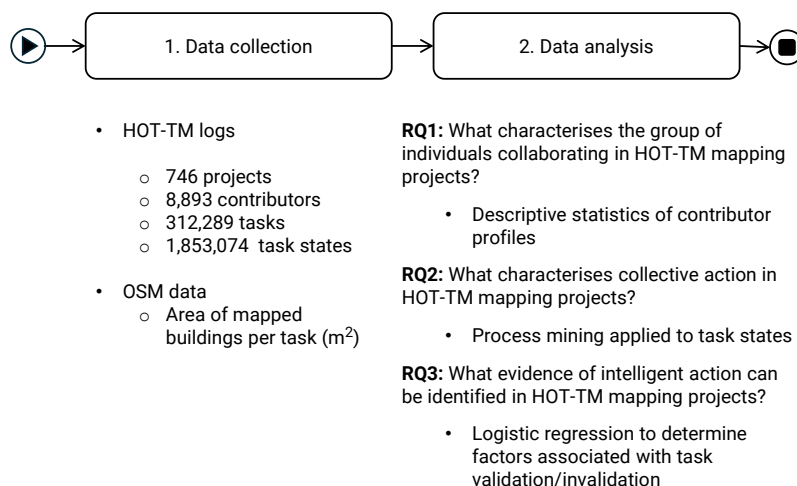 1. Data collection
2. Data analysis
• HOT-TM logs
o 746 projects
o 8,893 contributors
o 312,289 tasks
o 1,853,074 task states
• OSM data
o Area of mapped
buildings per task (m²)
RQ1: What characterises the group of
individuals collaborating in HOT-TM mapping
projects?
• Descriptive statistics of contributor
profiles
RQ2: What characterises collective action in
HOT-TM mapping projects?
• Process mining applied to task states
RQ3: What evidence of intelligent action can
be identified in HOT-TM mapping projects?
• Logistic regression to determine
factors associated with task
validation/invalidation